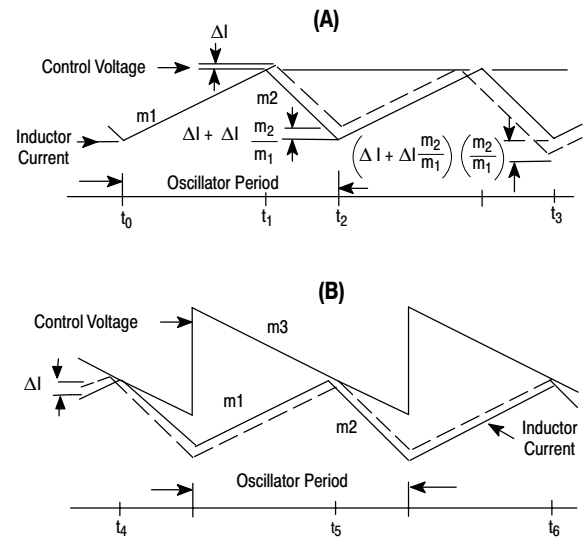 (A)
ΔI
Control Voltage
m1
m2
Inductor
Current
ΔI + ΔI m2/m1
(ΔI + ΔI m2/m1) (m2/m1)
Oscillator Period
t0
t1
t2
t3
(B)
Control Voltage
m3
ΔI
m1
m2
Inductor
Current
Oscillator Period
t4
t5
t6